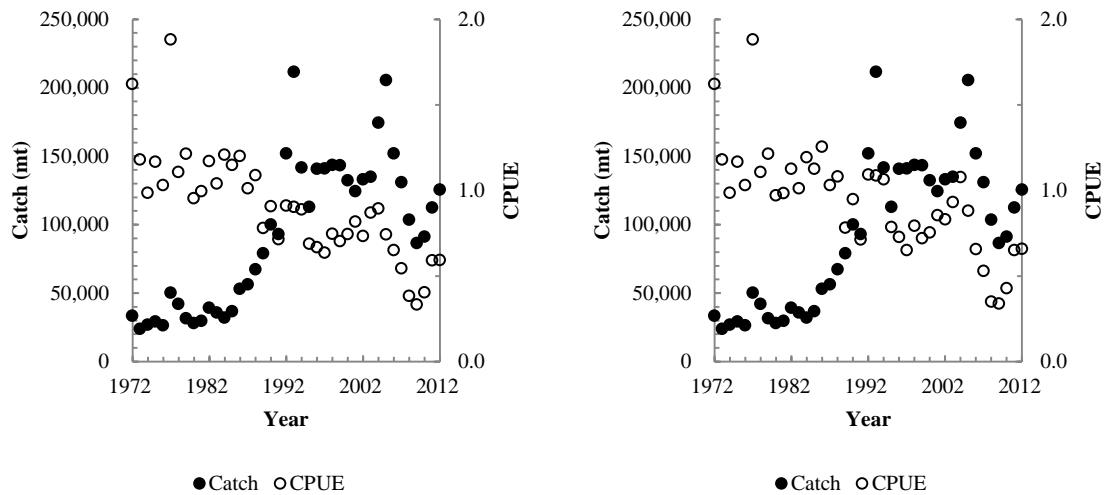 250,000
200,000
150,000
100,000
50,000
0
Catch (mt)
2.0
1.0
0.0
CPUE
1972 1982 1992 2002 2012
Year
Catch CPUE
250,000
200,000
150,000
100,000
50,000
0
Catch (mt)
2.0
1.0
0.0
CPUE
1972 1982 1992 2002 2012
Year
Catch CPUE